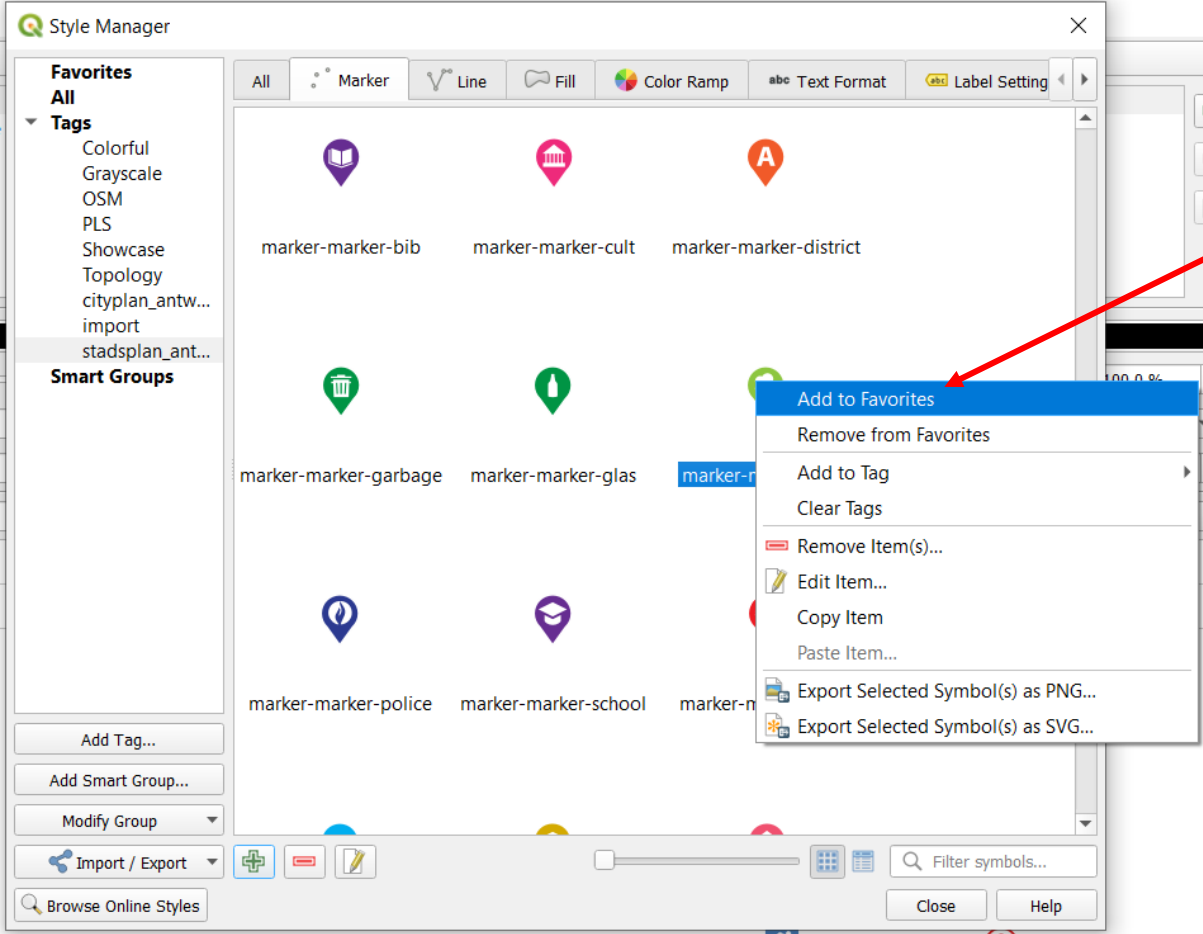 Style Manager
Favorites
All
Tags
Colorful
Grayscale
OSM
PLS
Showcase
Topology
cityplan_antw...
import
stadsplan_ant...
Smart Groups
All Marker Line Fill Color Ramp abc Text Format abc Label Setting
marker-marker-bib marker-marker-cult marker-marker-district
A
marker-marker-garbage marker-marker-glas
marker-marker-police marker-marker-school
Add to Favorites
Remove from Favorites
Add to Tag
Clear Tags
Remove Item(s)...
Edit Item...
Copy Item
Paste Item...
Export Selected Symbol(s) as PNG...
Export Selected Symbol(s) as SVG...
Add Tag...
Add Smart Group...
Modify Group
Import / Export
Filter symbols...
Browse Online Styles
Close Help